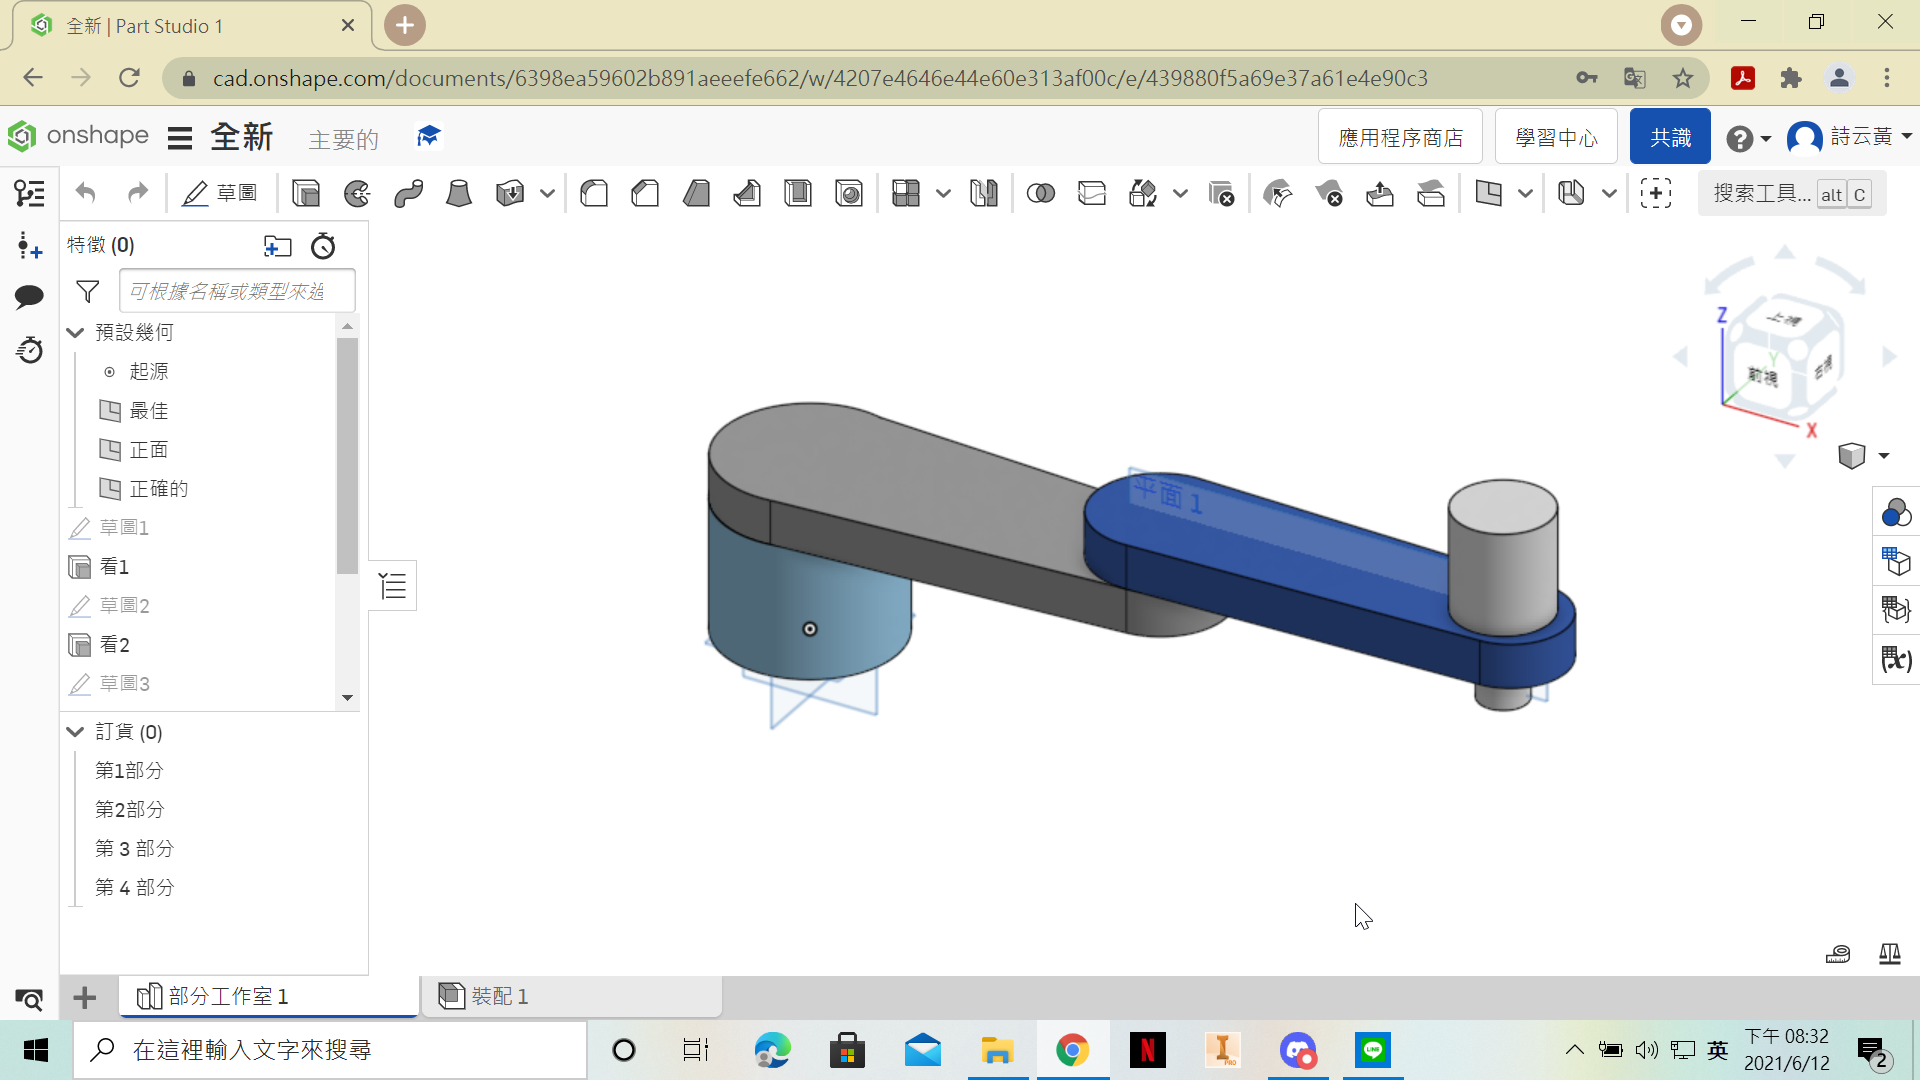 全新 | Part Studio 1
cad.onshape.com/documents/6398ea59602b891aeeefe662/w/4207e4646e44e60e313af00c/e/439880f5a69e37a61e4e90c3
onshape
全新
主要的
應用程序商店
學習中心
共識
詩云黃
草圖
搜索工具... alt C
特徵 (0)
可根據名稱或類型來過
預設幾何
起源
最佳
正面
正確的
草圖1
看1
草圖2
看2
草圖3
訂貨 (0)
第1部分
第2部分
第 3 部分
第 4 部分
平面 1
Z
上視
Y
前視
右視
X
(x)
部分工作室 1
裝配 1
在這裡輸入文字來搜尋
N
I
PRO
LINE
英
下午 08:32
2021/6/12
2